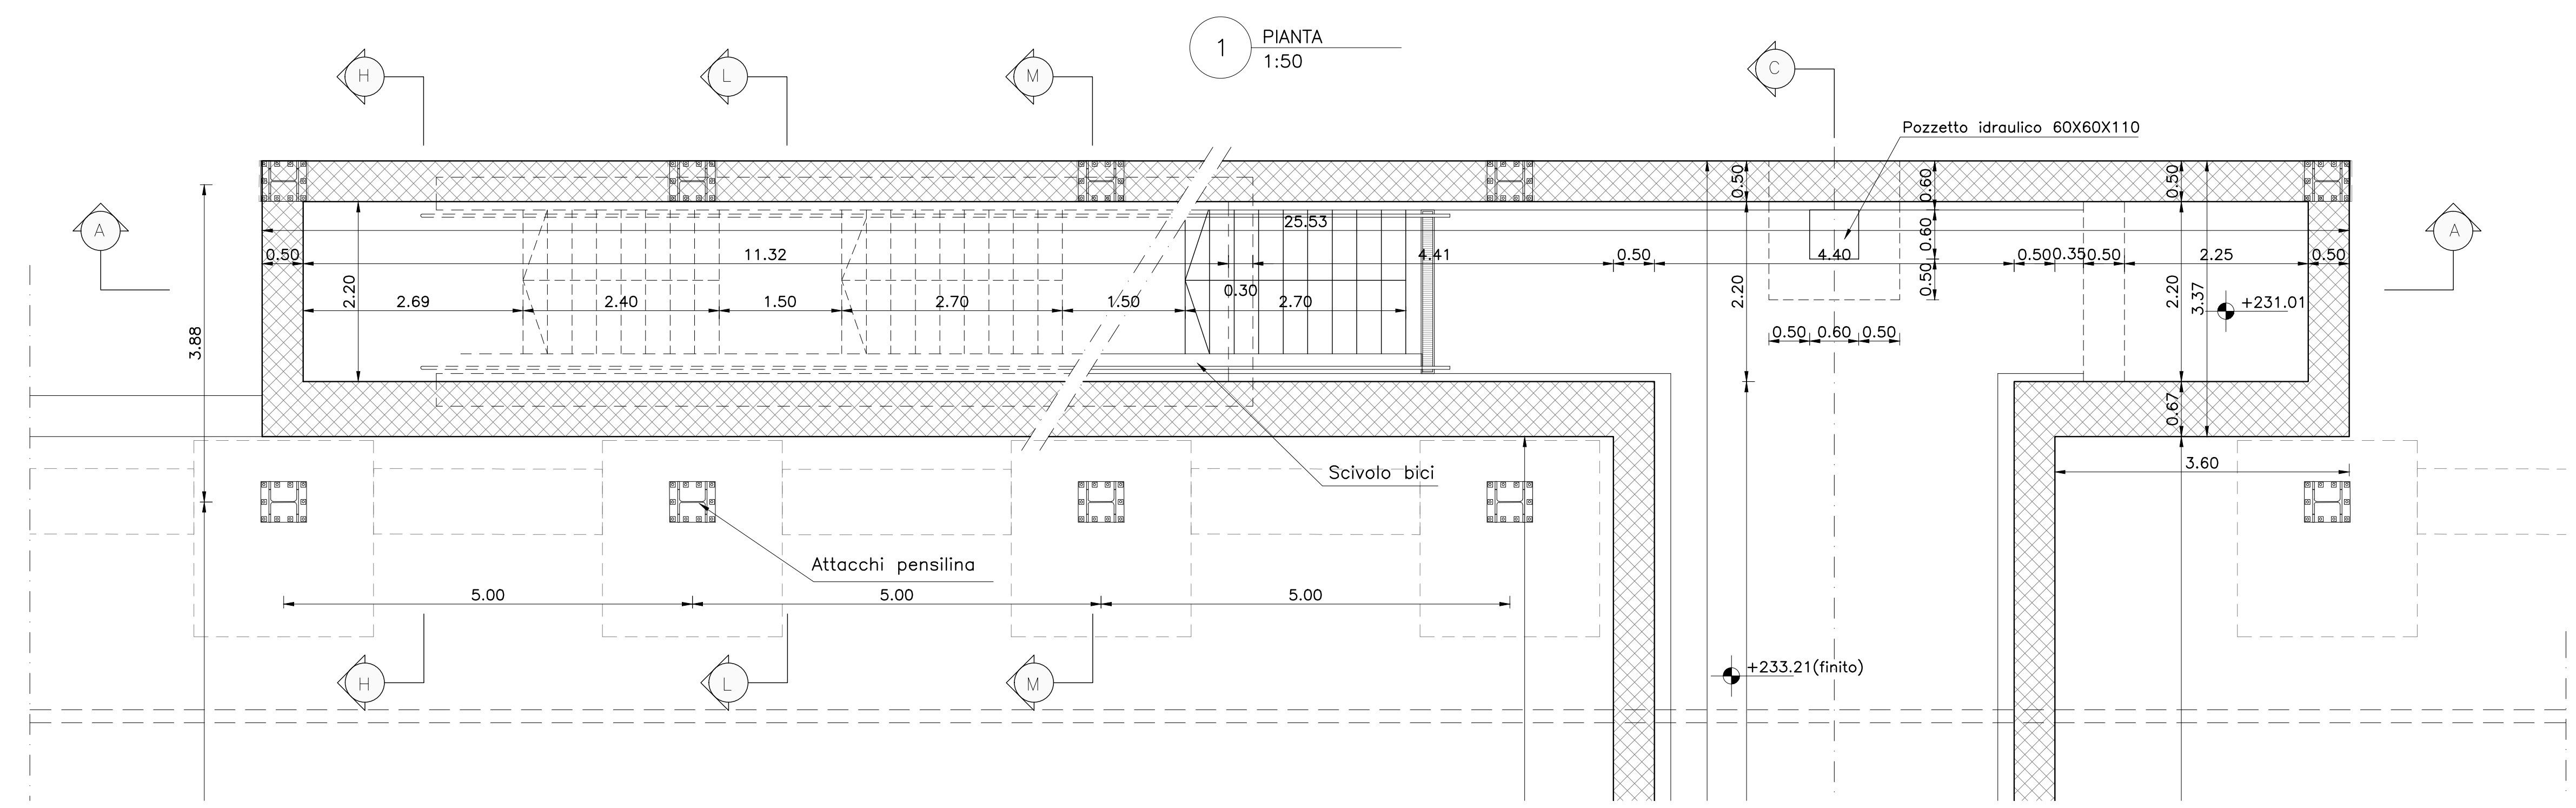 1
PIANTA
1:50
H
L
M
C
Pozzetto idraulico 60X60X110
A
A
0.50
0.60
0.50
25.53
0.50
11.32
4.41
0.50
0.60
4.40
0.50
0.35
0.50
2.25
0.50
2.20
2.69
2.40
1.50
2.70
1.50
0.30
2.70
2.20
0.50
2.20
3.37
+231.01
3.88
0.50
0.60
0.50
0.67
Scivolo bici
3.60
Attacchi pensilina
5.00
5.00
5.00
H
L
M
+233.21(finito)